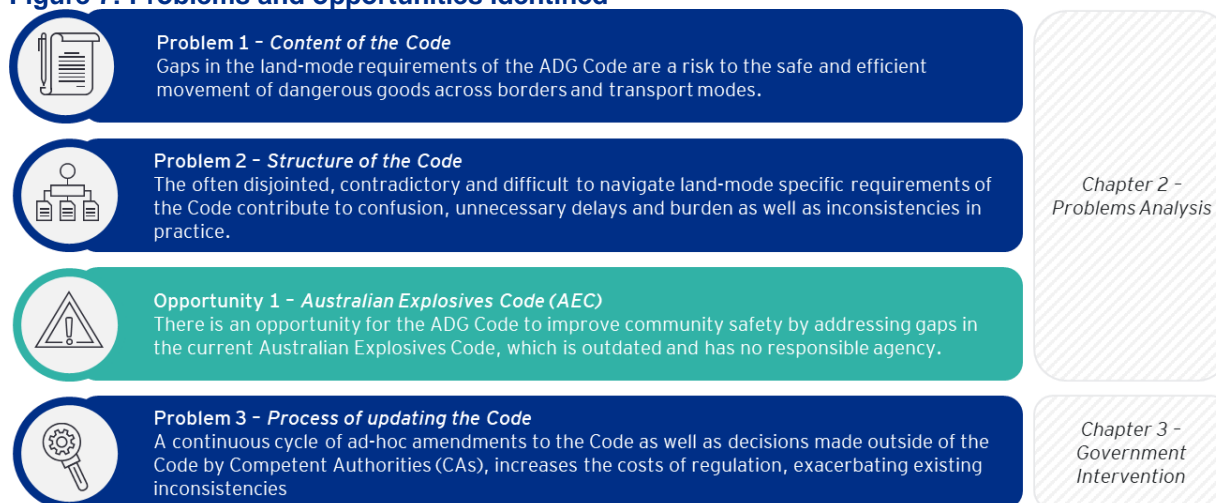 Figure 7: Problems and opportunities identified
Problem 1 – Content of the Code
Gaps in the land-mode requirements of the ADG Code are a risk to the safe and efficient
movement of dangerous goods across borders and transport modes.
Problem 2 – Structure of the Code
The often disjointed, contradictory and difficult to navigate land-mode specific requirements of
the Code contribute to confusion, unnecessary delays and burden as well as inconsistencies in
practice.
Opportunity 1 – Australian Explosives Code (AEC)
There is an opportunity for the ADG Code to improve community safety by addressing gaps in
the current Australian Explosives Code, which is outdated and has no responsible agency.
Chapter 2 –
Problems Analysis
Problem 3 – Process of updating the Code
A continuous cycle of ad-hoc amendments to the Code as well as decisions made outside of the
Code by Competent Authorities (CAs), increases the costs of regulation, exacerbating existing
inconsistencies
Chapter 3 –
Government
Intervention